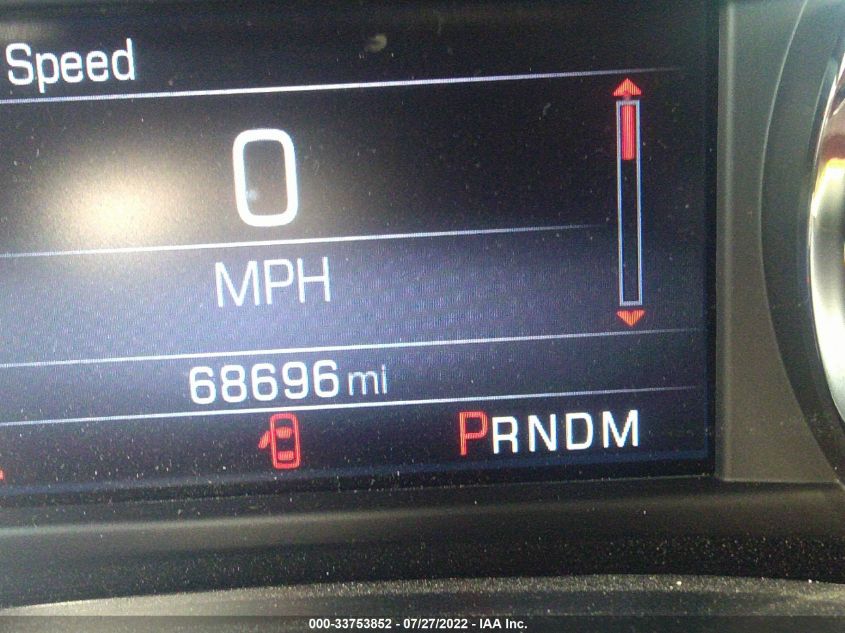 Speed
0
MPH
68696 mi
PRNDM
000-33753852 - 07/27/2022 - IAA Inc.